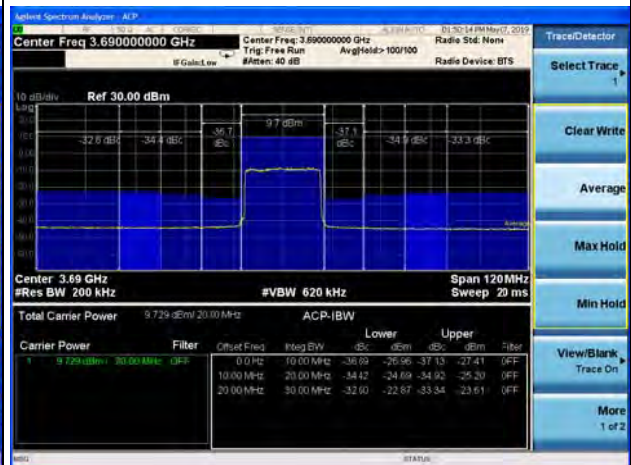 Agilent Spectrum Analyzer - ACP
Center Freq 3.690000000 GHz
Center Freq: 3.690000000 GHz
01:50:14 PM May 07, 2019
Radio Std: None
Trig: Free Run
Avg|Hold:>100/100
IFGain:Low
#Atten: 40 dB
Radio Device: BTS
10 dB/div
Ref 30.00 dBm
Log
9.7 dBm
-32.6 dBc
-34.4 dBc
-36.7 dBc
-37.1 dBc
-34.9 dBc
-33.3 dBc
Average
Center 3.69 GHz
Span 120 MHz
#Res BW 200 kHz
#VBW 620 kHz
Sweep 20 ms
Total Carrier Power 9.729 dBm/ 20.00 MHz
ACP-IBW
Lower Upper
Carrier Power Filter
Offset Freq Integ BW dBc dBm dBc dBm Filter
1 9.729 dBm / 20.00 MHz OFF
0.0 Hz 10.00 MHz -36.69 -26.96 -37.13 -27.41 OFF
10.00 MHz 20.00 MHz -34.42 -24.69 -34.92 -25.20 OFF
20.00 MHz 30.00 MHz -32.60 -22.87 -33.34 -23.61 OFF
MSG
STATUS
Trace/Detector
Select Trace
1
Clear Write
Average
Max Hold
Min Hold
View/Blank
Trace On
More
1 of 2